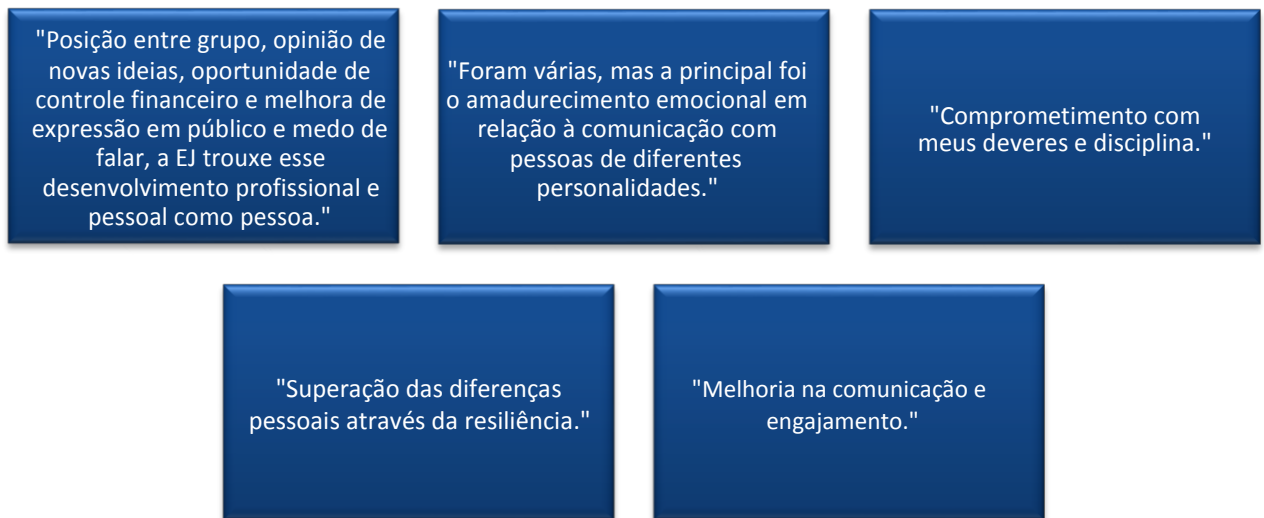 "Posição entre grupo, opinião de
novas ideias, oportunidade de
controle financeiro e melhora de
expressão em público e medo de
falar, a EJ trouxe esse
desenvolvimento profissional e
pessoal como pessoa."
"Foram várias, mas a principal foi
o amadurecimento emocional em
relação à comunicação com
pessoas de diferentes
personalidades."
"Comprometimento com
meus deveres e disciplina."
"Superação das diferenças
pessoais através da resiliência."
"Melhoria na comunicação e
engajamento."